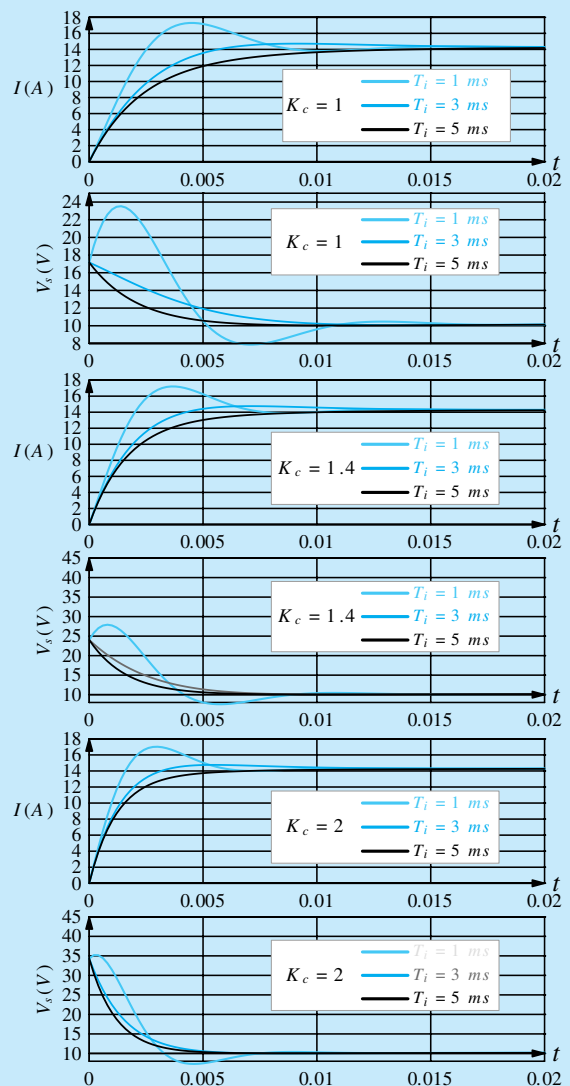 18
16
14
12
10
8
6
4
2
0
I(A)
K_c = 1
T_i = 1 ms
T_i = 3 ms
T_i = 5 ms
t
0 0.005 0.01 0.015 0.02
24
22
20
18
16
14
12
10
8
V_s(V)
K_c = 1
T_i = 1 ms
T_i = 3 ms
T_i = 5 ms
t
0 0.005 0.01 0.015 0.02
18
16
14
12
10
8
6
4
2
0
I(A)
K_c = 1.4
T_i = 1 ms
T_i = 3 ms
T_i = 5 ms
t
0 0.005 0.01 0.015 0.02
45
40
35
30
25
20
15
10
V_s(V)
K_c = 1.4
T_i = 1 ms
T_i = 3 ms
T_i = 5 ms
t
0 0.005 0.01 0.015 0.02
18
16
14
12
10
8
6
4
2
0
I(A)
K_c = 2
T_i = 1 ms
T_i = 3 ms
T_i = 5 ms
t
0 0.005 0.01 0.015 0.02
45
40
35
30
25
20
15
10
V_s(V)
K_c = 2
T_i = 1 ms
T_i = 3 ms
T_i = 5 ms
t
0 0.005 0.01 0.015 0.02